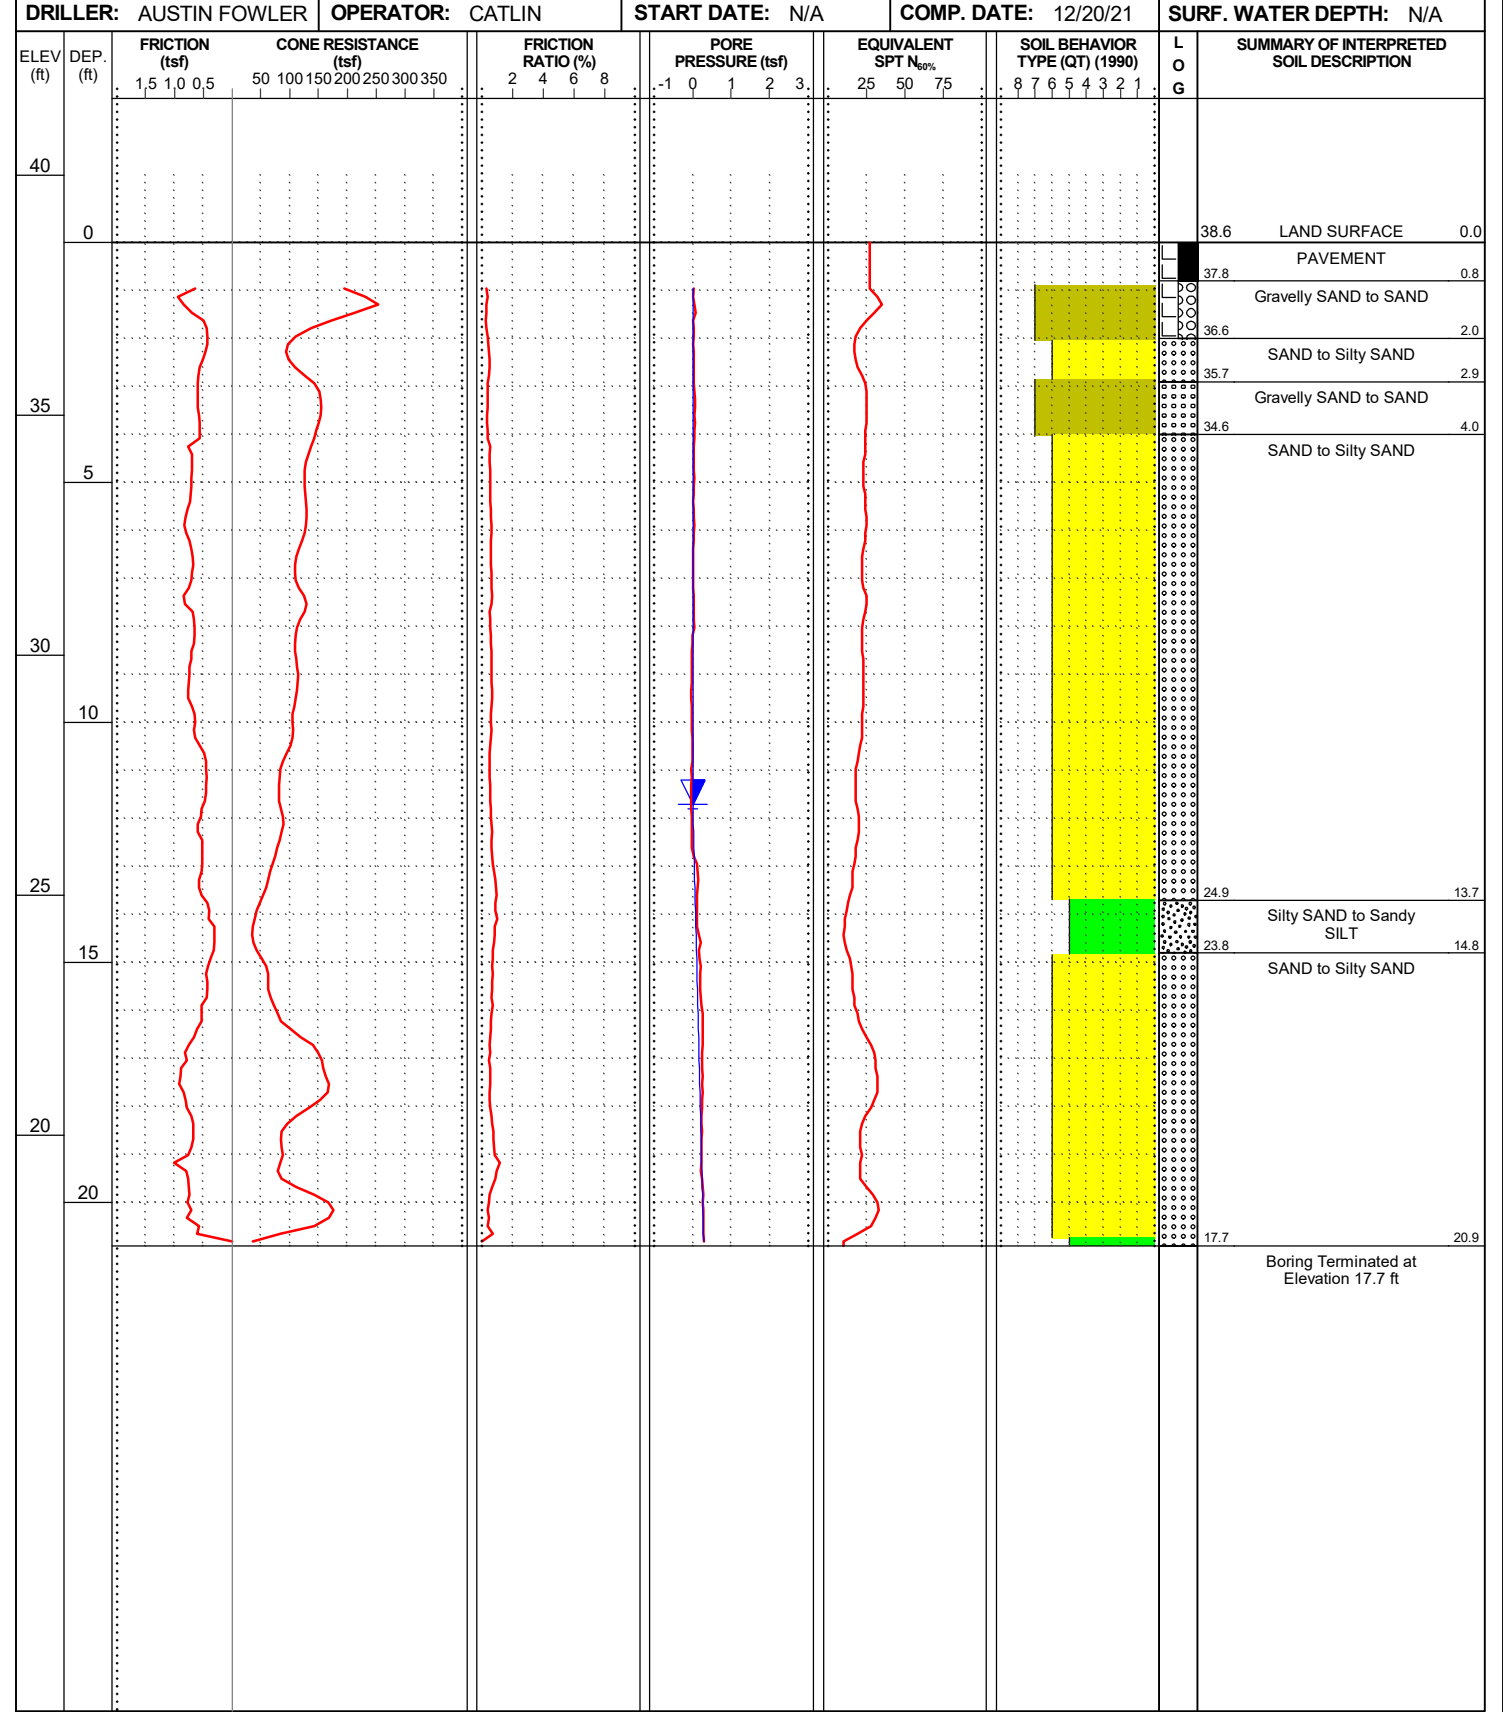 DRILLER: AUSTIN FOWLER OPERATOR: CATLIN START DATE: N/A COMP. DATE: 12/20/21 SURF. WATER DEPTH: N/A
ELEV (ft)
DEP. (ft)
FRICTION (tsf)
1,5 1,0 0,5
CONE RESISTANCE (tsf)
50 100 150 200 250 300 350
FRICTION RATIO (%)
2 4 6 8
PORE PRESSURE (tsf)
-1 0 1 2 3
EQUIVALENT SPT N60%
25 50 75
SOIL BEHAVIOR TYPE (QT) (1990)
8 7 6 5 4 3 2 1
L O G
SUMMARY OF INTERPRETED SOIL DESCRIPTION
40
0
38.6 LAND SURFACE 0.0
PAVEMENT
37.8 0.8
Gravelly SAND to SAND
36.6 2.0
SAND to Silty SAND
35.7 2.9
Gravelly SAND to SAND
35
34.6 4.0
SAND to Silty SAND
5
30
10
25
24.9 13.7
Silty SAND to Sandy
SILT
23.8 14.8
15
SAND to Silty SAND
20
20
17.7 20.9
Boring Terminated at
Elevation 17.7 ft